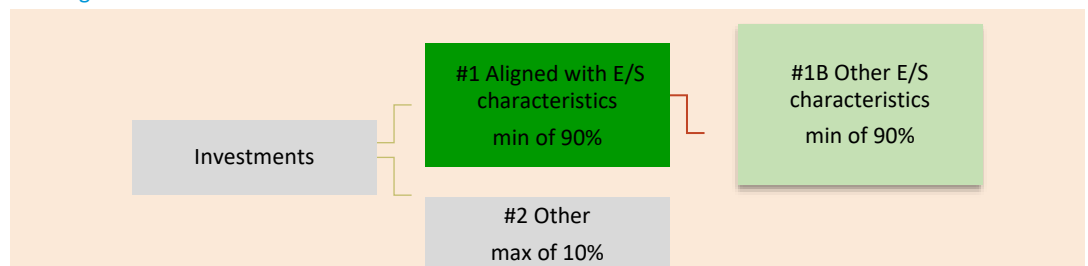 #1 Aligned with E/S
characteristics
min of 90%
#1B Other E/S
characteristics
min of 90%
Investments
#2 Other
max of 10%